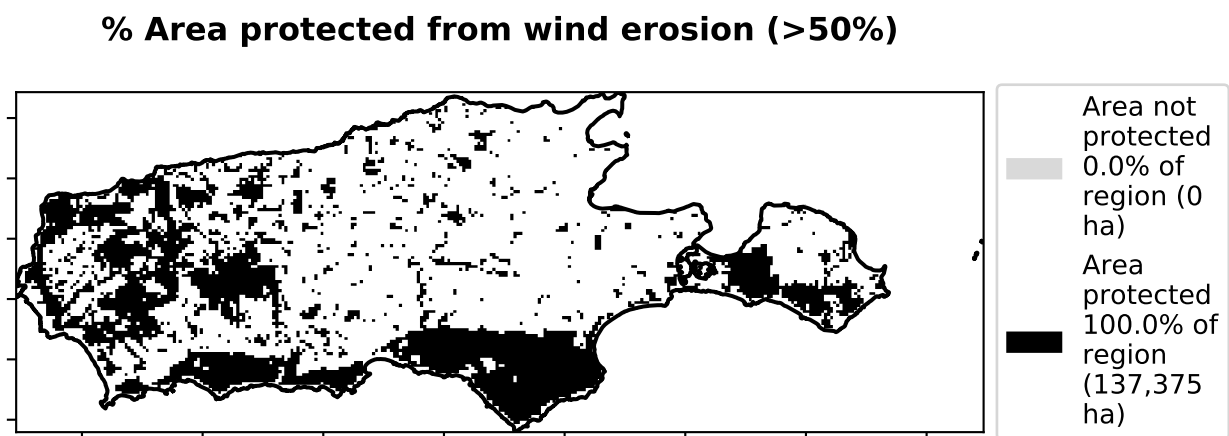 % Area protected from wind erosion (>50%)
Area not
protected
0.0% of
region (0
ha)
Area
protected
100.0% of
region
(137,375
ha)